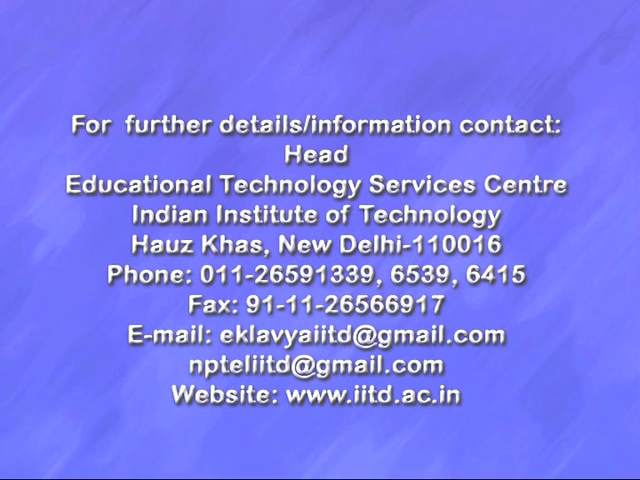 For further details/information contact:
Head
Educational Technology Services Centre
Indian Institute of Technology
Hauz Khas, New Delhi-110016
Phone: 011-26591339, 6539, 6415
Fax: 91-11-26566917
E-mail: eklavyaiitd@gmail.com
npteliitd@gmail.com
Website: www.iitd.ac.in